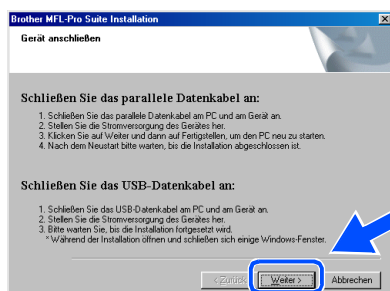 Brother MFL-Pro Suite Installation
Gerät anschließen
Schließen Sie das parallele Datenkabel an:
1. Schließen Sie das parallele Datenkabel am PC und am Gerät an.
2. Stellen Sie die Stromversorgung des Gerätes her.
3. Klicken Sie auf Weiter und dann auf Fertigstellen, um den PC neu zu starten.
4. Nach dem Neustart bitte warten, bis die Installation abgeschlossen ist.
Schließen Sie das USB-Datenkabel an:
1. Schließen Sie das USB-Datenkabel am PC und am Gerät an.
2. Stellen Sie die Stromversorgung des Gerätes her.
3. Bitte warten Sie, bis die Installation fortgesetzt wird.
* Während der Installation öffnen und schließen sich einige Windows-Fenster.
< Zurück Weiter > Abbrechen